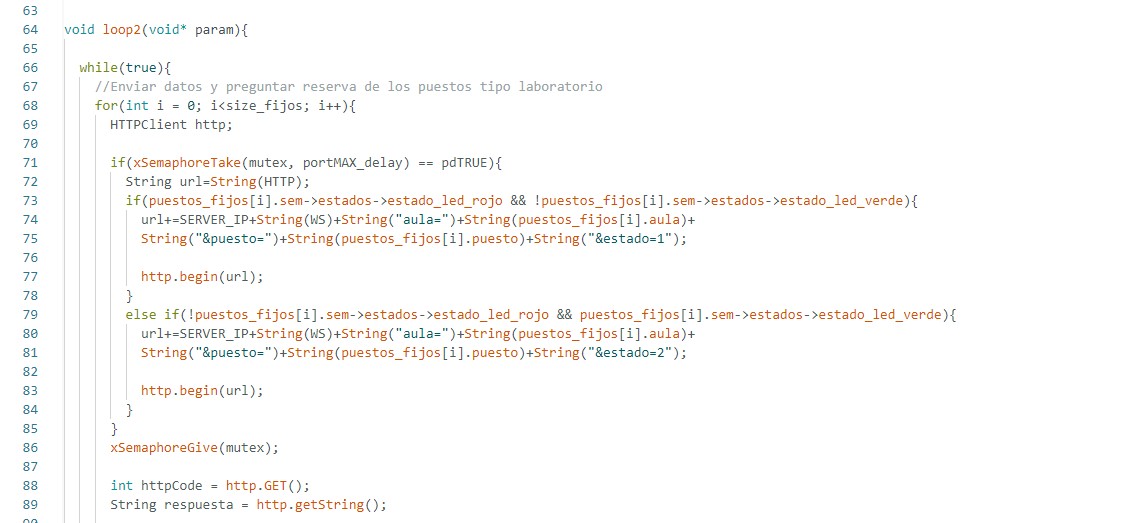 63
64 void loop2(void* param){
65
66 while(true){
67 //Enviar datos y preguntar reserva de los puestos tipo laboratorio
68 for(int i = 0; i<size_fijos; i++){
69 HTTPClient http;
70
71 if(xSemaphoreTake(mutex, portMAX_delay) == pdTRUE){
72 String url=String(HTTP);
73 if(puestos_fijos[i].sem->estados->estado_led_rojo && !puestos_fijos[i].sem->estados->estado_led_verde){
74 url+=SERVER_IP+String(WS)+String("aula=")+String(puestos_fijos[i].aula)+
75 String("&puesto=")+String(puestos_fijos[i].puesto)+String("&estado=1");
76
77 http.begin(url);
78 }
79 else if(!puestos_fijos[i].sem->estados->estado_led_rojo && puestos_fijos[i].sem->estados->estado_led_verde){
80 url+=SERVER_IP+String(WS)+String("aula=")+String(puestos_fijos[i].aula)+
81 String("&puesto=")+String(puestos_fijos[i].puesto)+String("&estado=2");
82
83 http.begin(url);
84 }
85 }
86 xSemaphoreGive(mutex);
87
88 int httpCode = http.GET();
89 String respuesta = http.getString();